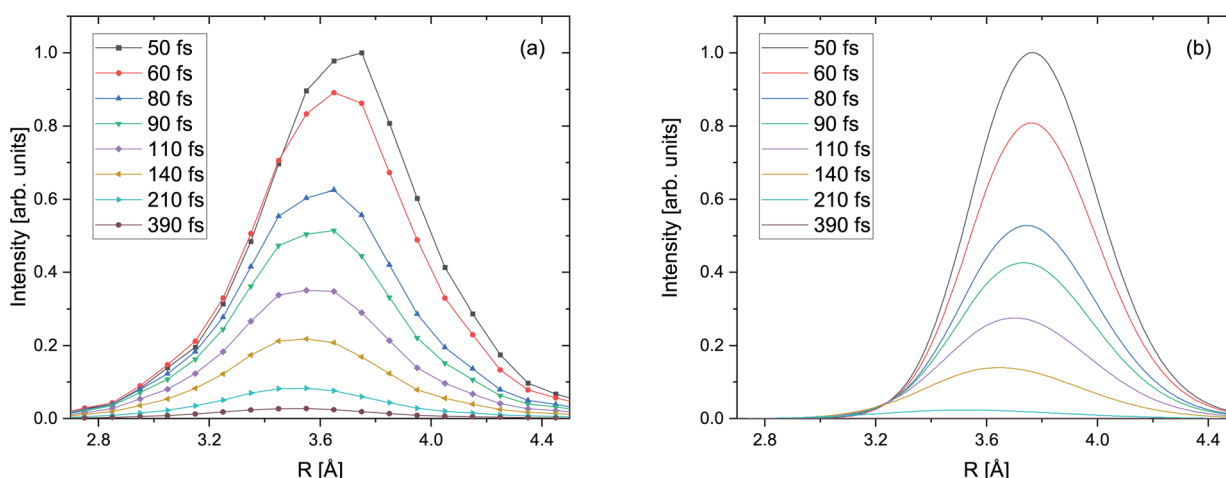 (a)
50 fs
60 fs
80 fs
90 fs
110 fs
140 fs
210 fs
390 fs
Intensity [arb. units]
1.0
0.8
0.6
0.4
0.2
0.0
2.8 3.2 3.6 4.0 4.4
R [Å]
(b)
50 fs
60 fs
80 fs
90 fs
110 fs
140 fs
210 fs
390 fs
Intensity [arb. units]
1.0
0.8
0.6
0.4
0.2
0.0
2.8 3.2 3.6 4.0 4.4
R [Å]